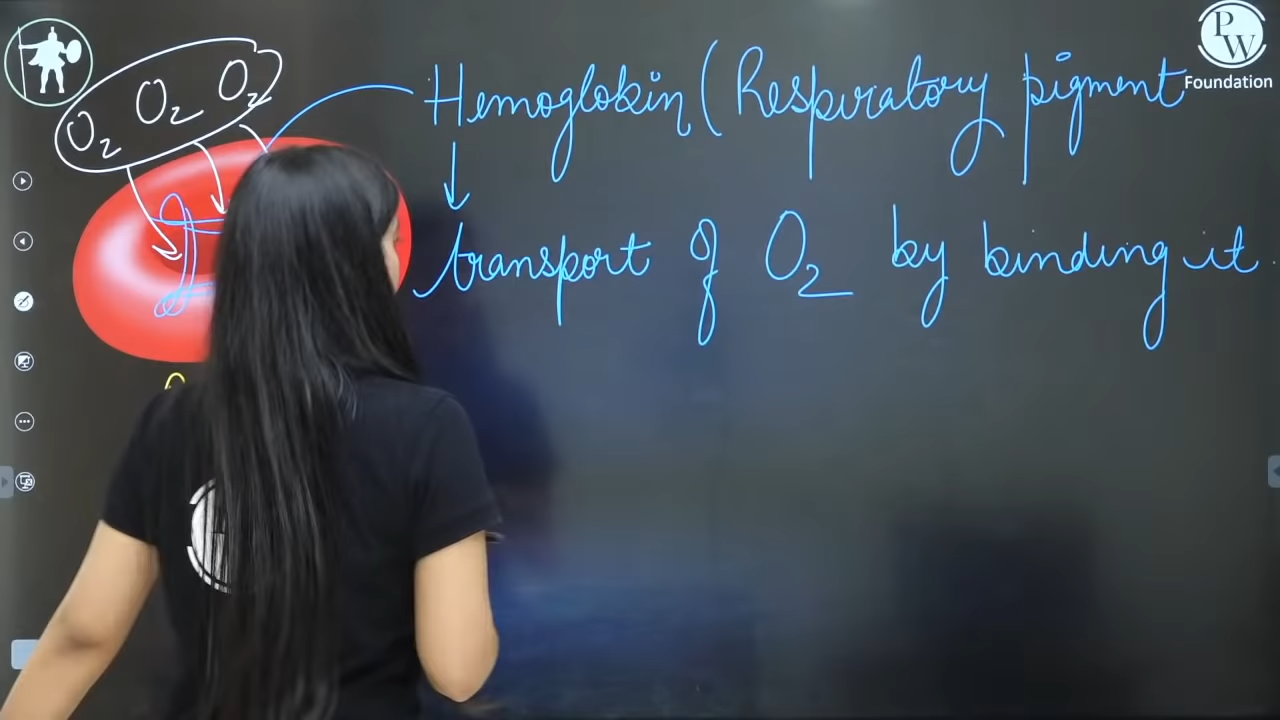 PW
Foundation
O2 O2 O2
Hemoglobin (Respiratory pigment
transport of O2 by binding it